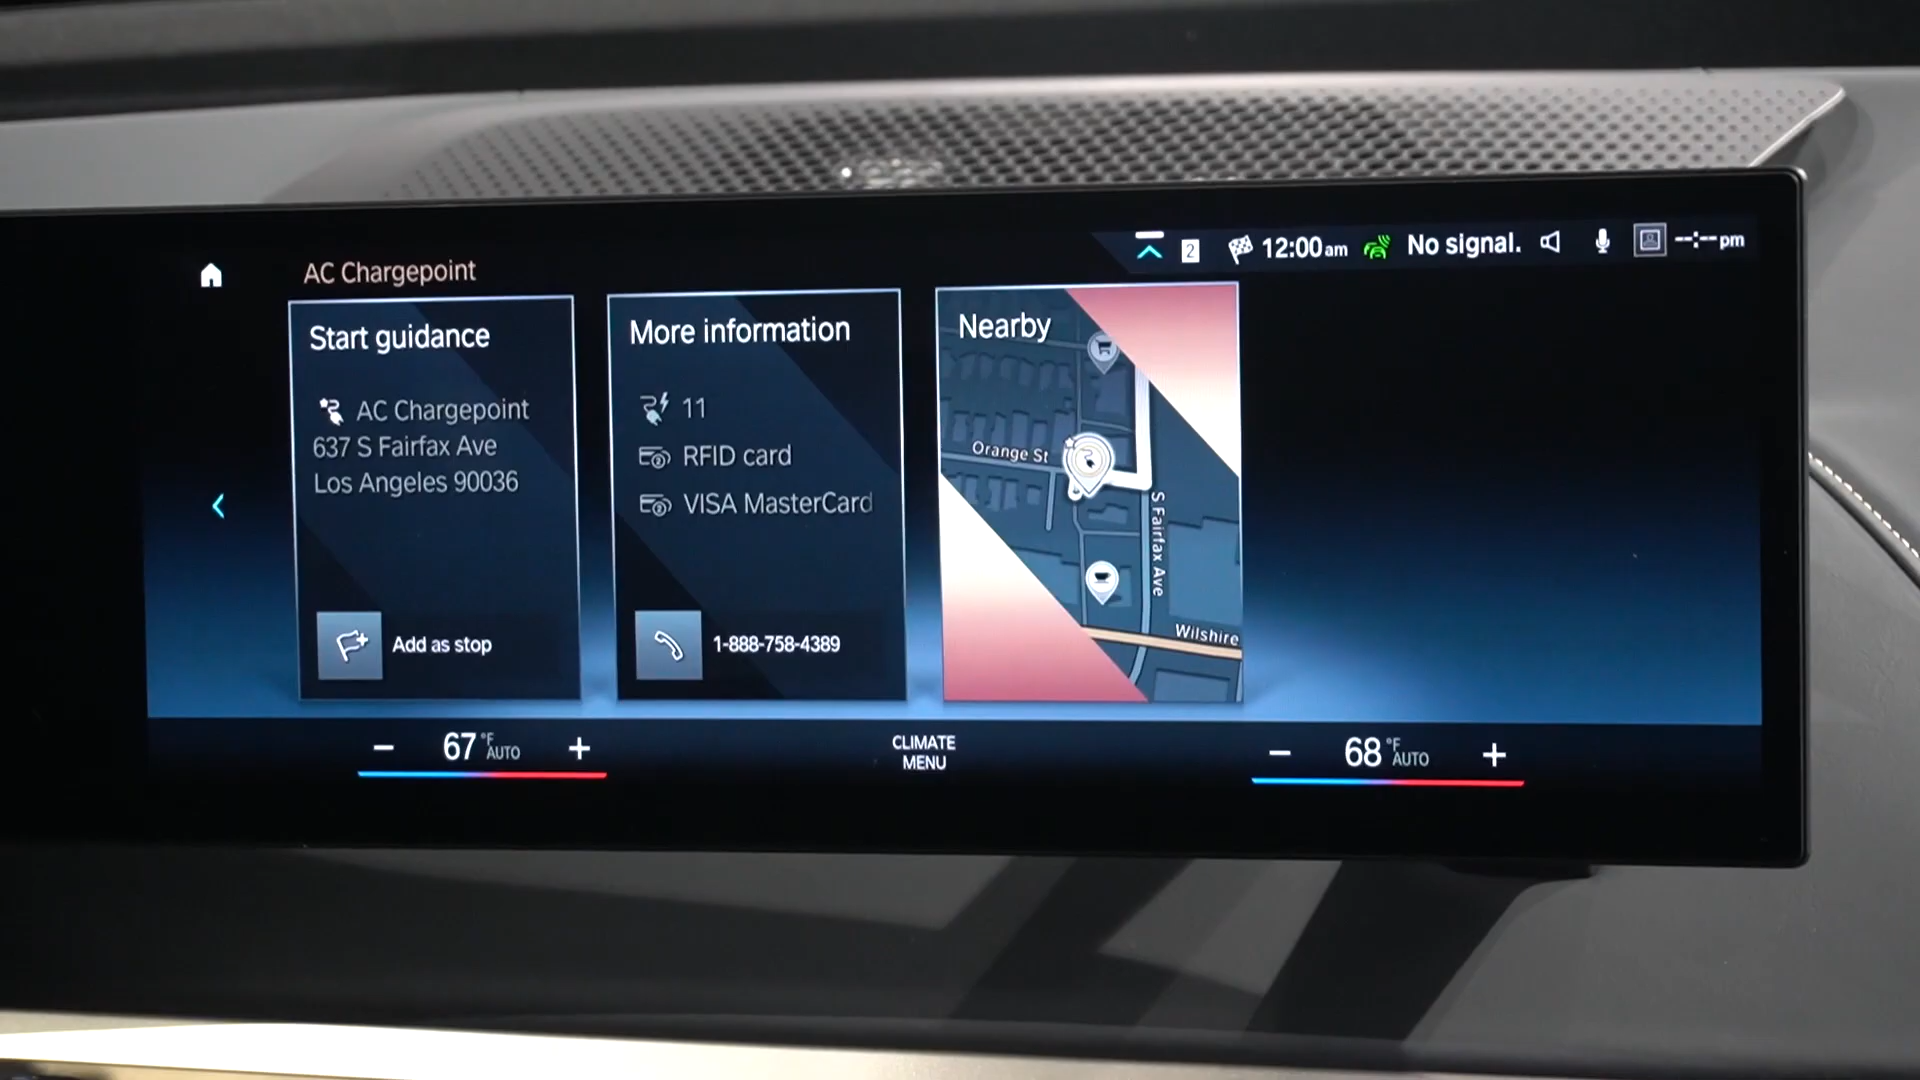 2 12:00am No signal. --:--pm
AC Chargepoint
Start guidance
AC Chargepoint
637 S Fairfax Ave
Los Angeles 90036
Add as stop
More information
11
RFID card
VISA MasterCard
1-888-758-4389
Nearby
Orange St
S Fairfax Ave
Wilshire
67°F AUTO
CLIMATE
MENU
68°F AUTO